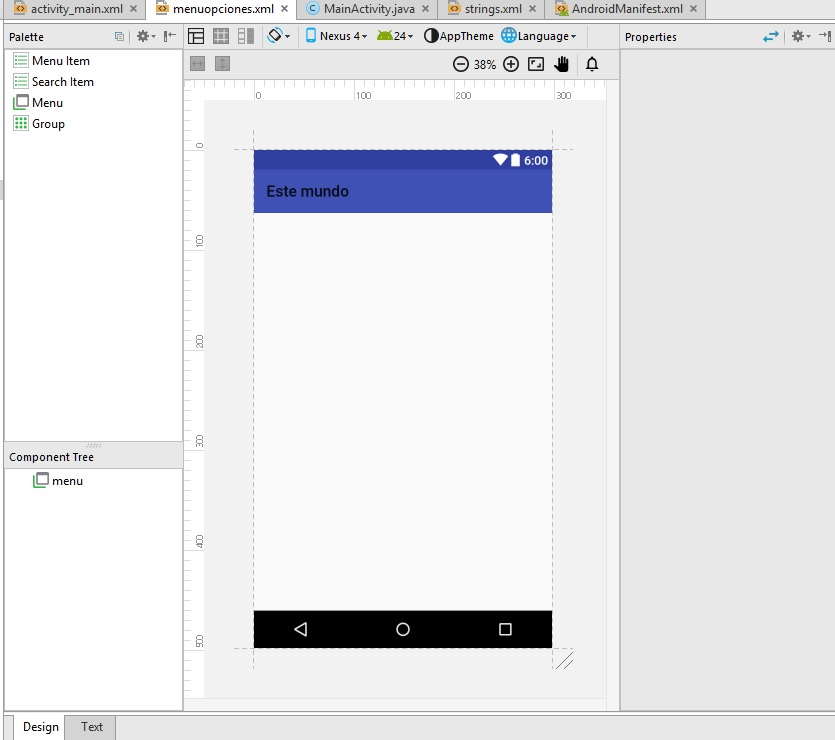 activity_main.xml menuopciones.xml MainActivity.java strings.xml AndroidManifest.xml
Palette Nexus 4 24 AppTheme Language Properties
38%
Menu Item
Search Item
Menu
Group
0 100 200 300
0
100
200
300
400
500
6:00
Este mundo
Component Tree
menu
Design Text